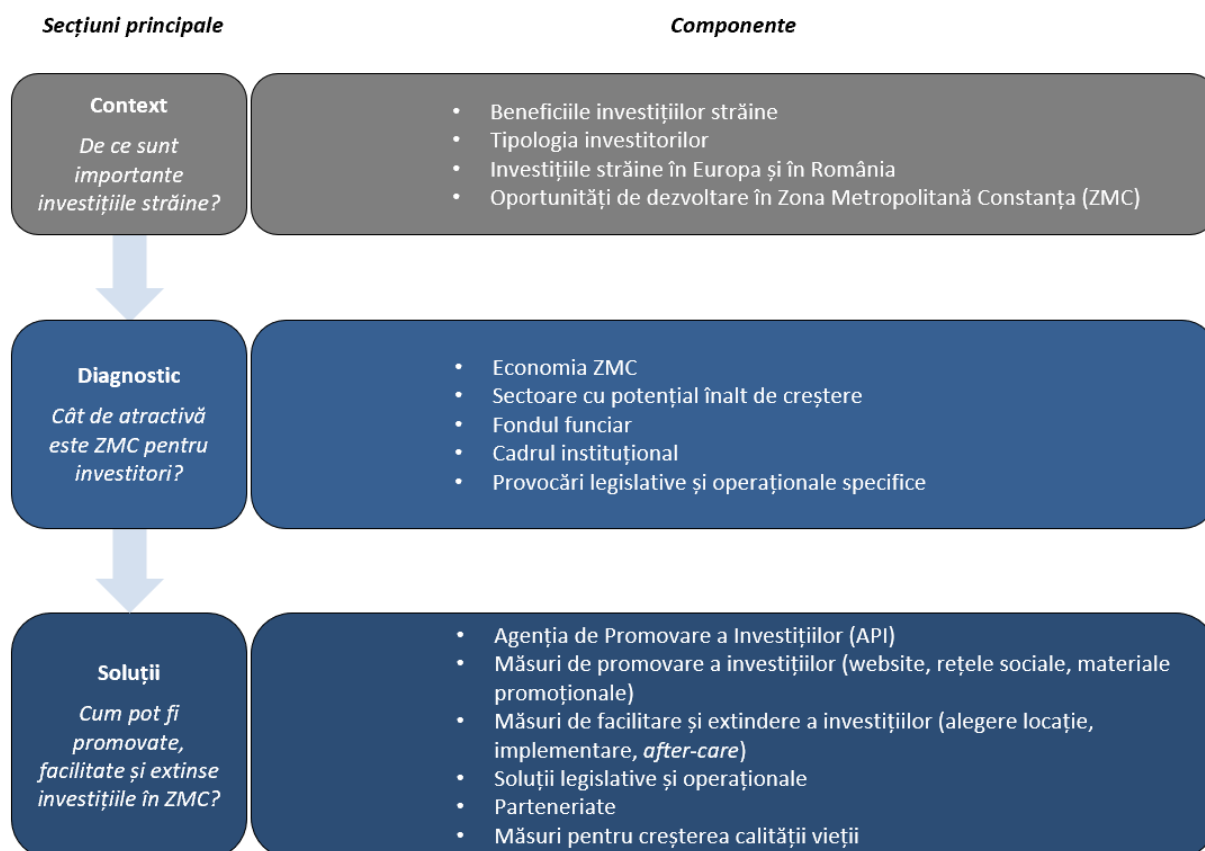 Secțiuni principale
Componente
Context
De ce sunt
importante
investițiile străine?
• Beneficiile investițiilor străine
• Tipologia investitorilor
• Investițiile străine în Europa și în România
• Oportunități de dezvoltare în Zona Metropolitană Constanța (ZMC)
Diagnostic
Cât de atractivă
este ZMC pentru
investitori?
• Economia ZMC
• Sectoare cu potențial înalt de creștere
• Fondul funciar
• Cadrul instituțional
• Provocări legislative și operaționale specifice
Soluții
Cum pot fi
promovate,
facilitate și extinse
investițiile în ZMC?
• Agenția de Promovare a Investițiilor (API)
• Măsuri de promovare a investițiilor (website, rețele sociale, materiale
promoționale)
• Măsuri de facilitare și extindere a investițiilor (alegere locație,
implementare, after-care)
• Soluții legislative și operaționale
• Parteneriate
• Măsuri pentru creșterea calității vieții